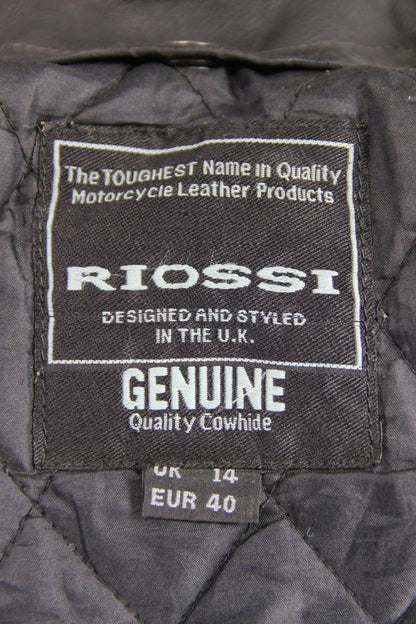 The TOUGHEST Name in Quality
Motorcycle Leather Products
RIOSSI
DESIGNED AND STYLED
IN THE U.K.
GENUINE
Quality Cowhide
UK 14
EUR 40